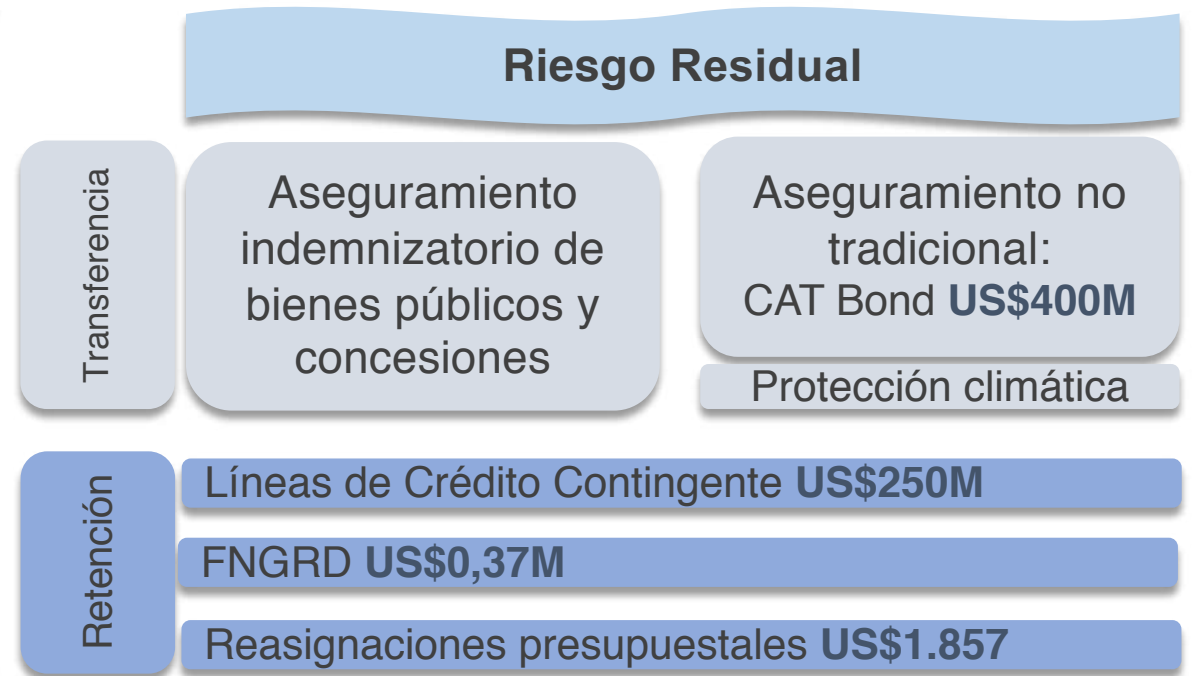 Riesgo Residual
Transferencia
Aseguramiento
indemnizatorio de
bienes públicos y
concesiones
Aseguramiento no
tradicional:
CAT Bond US$400M
Protección climática
Retención
Líneas de Crédito Contingente US$250M
FNGRD US$0,37M
Reasignaciones presupuestales US$1.857